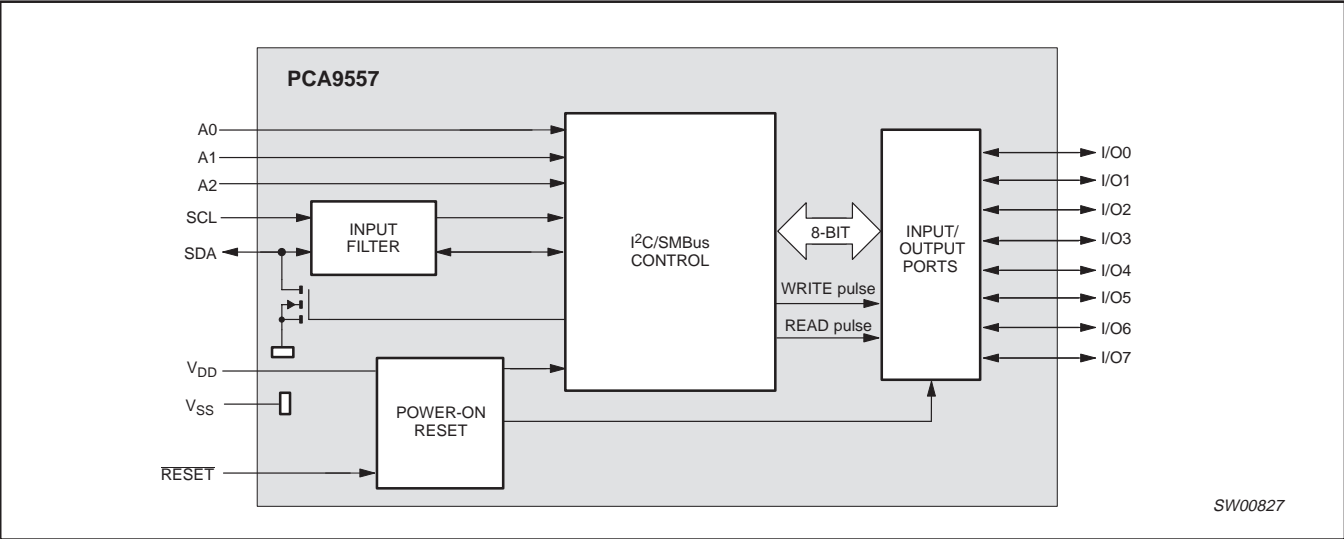 PCA9557
A0
A1
A2
SCL
SDA
INPUT
FILTER
I²C/SMBus
CONTROL
8-BIT
WRITE pulse
READ pulse
INPUT/
OUTPUT
PORTS
I/O0
I/O1
I/O2
I/O3
I/O4
I/O5
I/O6
I/O7
VDD
VSS
POWER-ON
RESET
RESET
SW00827